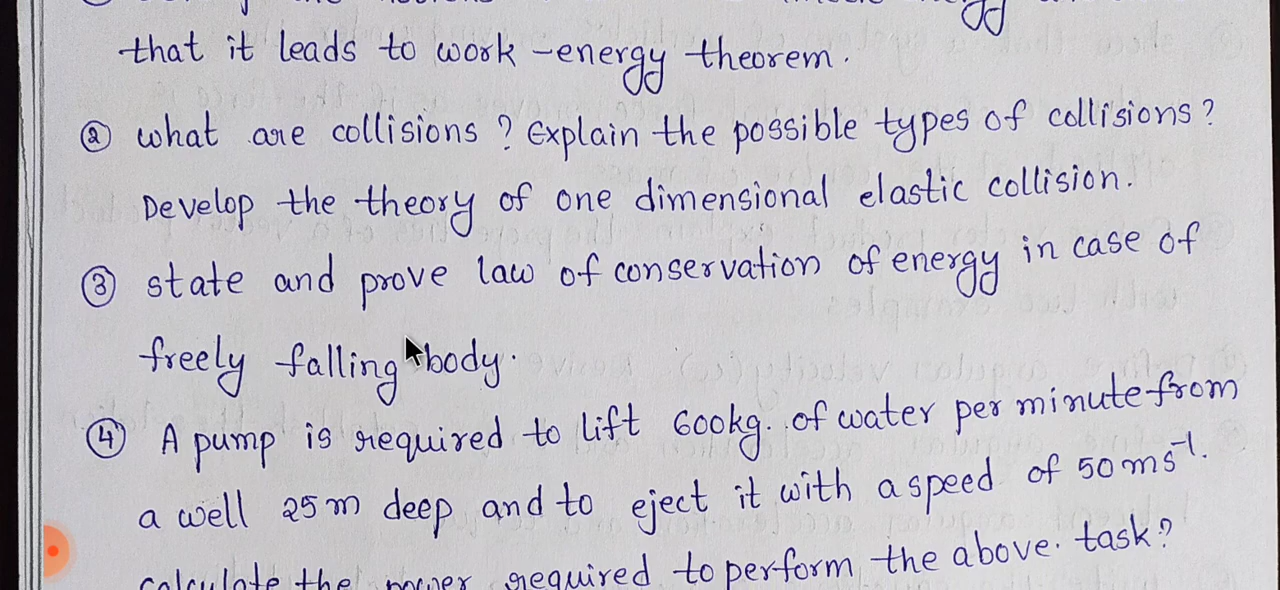 that it leads to work-energy theorem.
② what are collisions? Explain the possible types of collisions?
Develop the theory of one dimensional elastic collision.
③ state and prove law of conservation of energy in case of
freely falling body.
④ A pump is required to lift 600kg. of water per minute from
a well 25m deep and to eject it with a speed of 50ms⁻¹.
calculate the power required to perform the above. task?